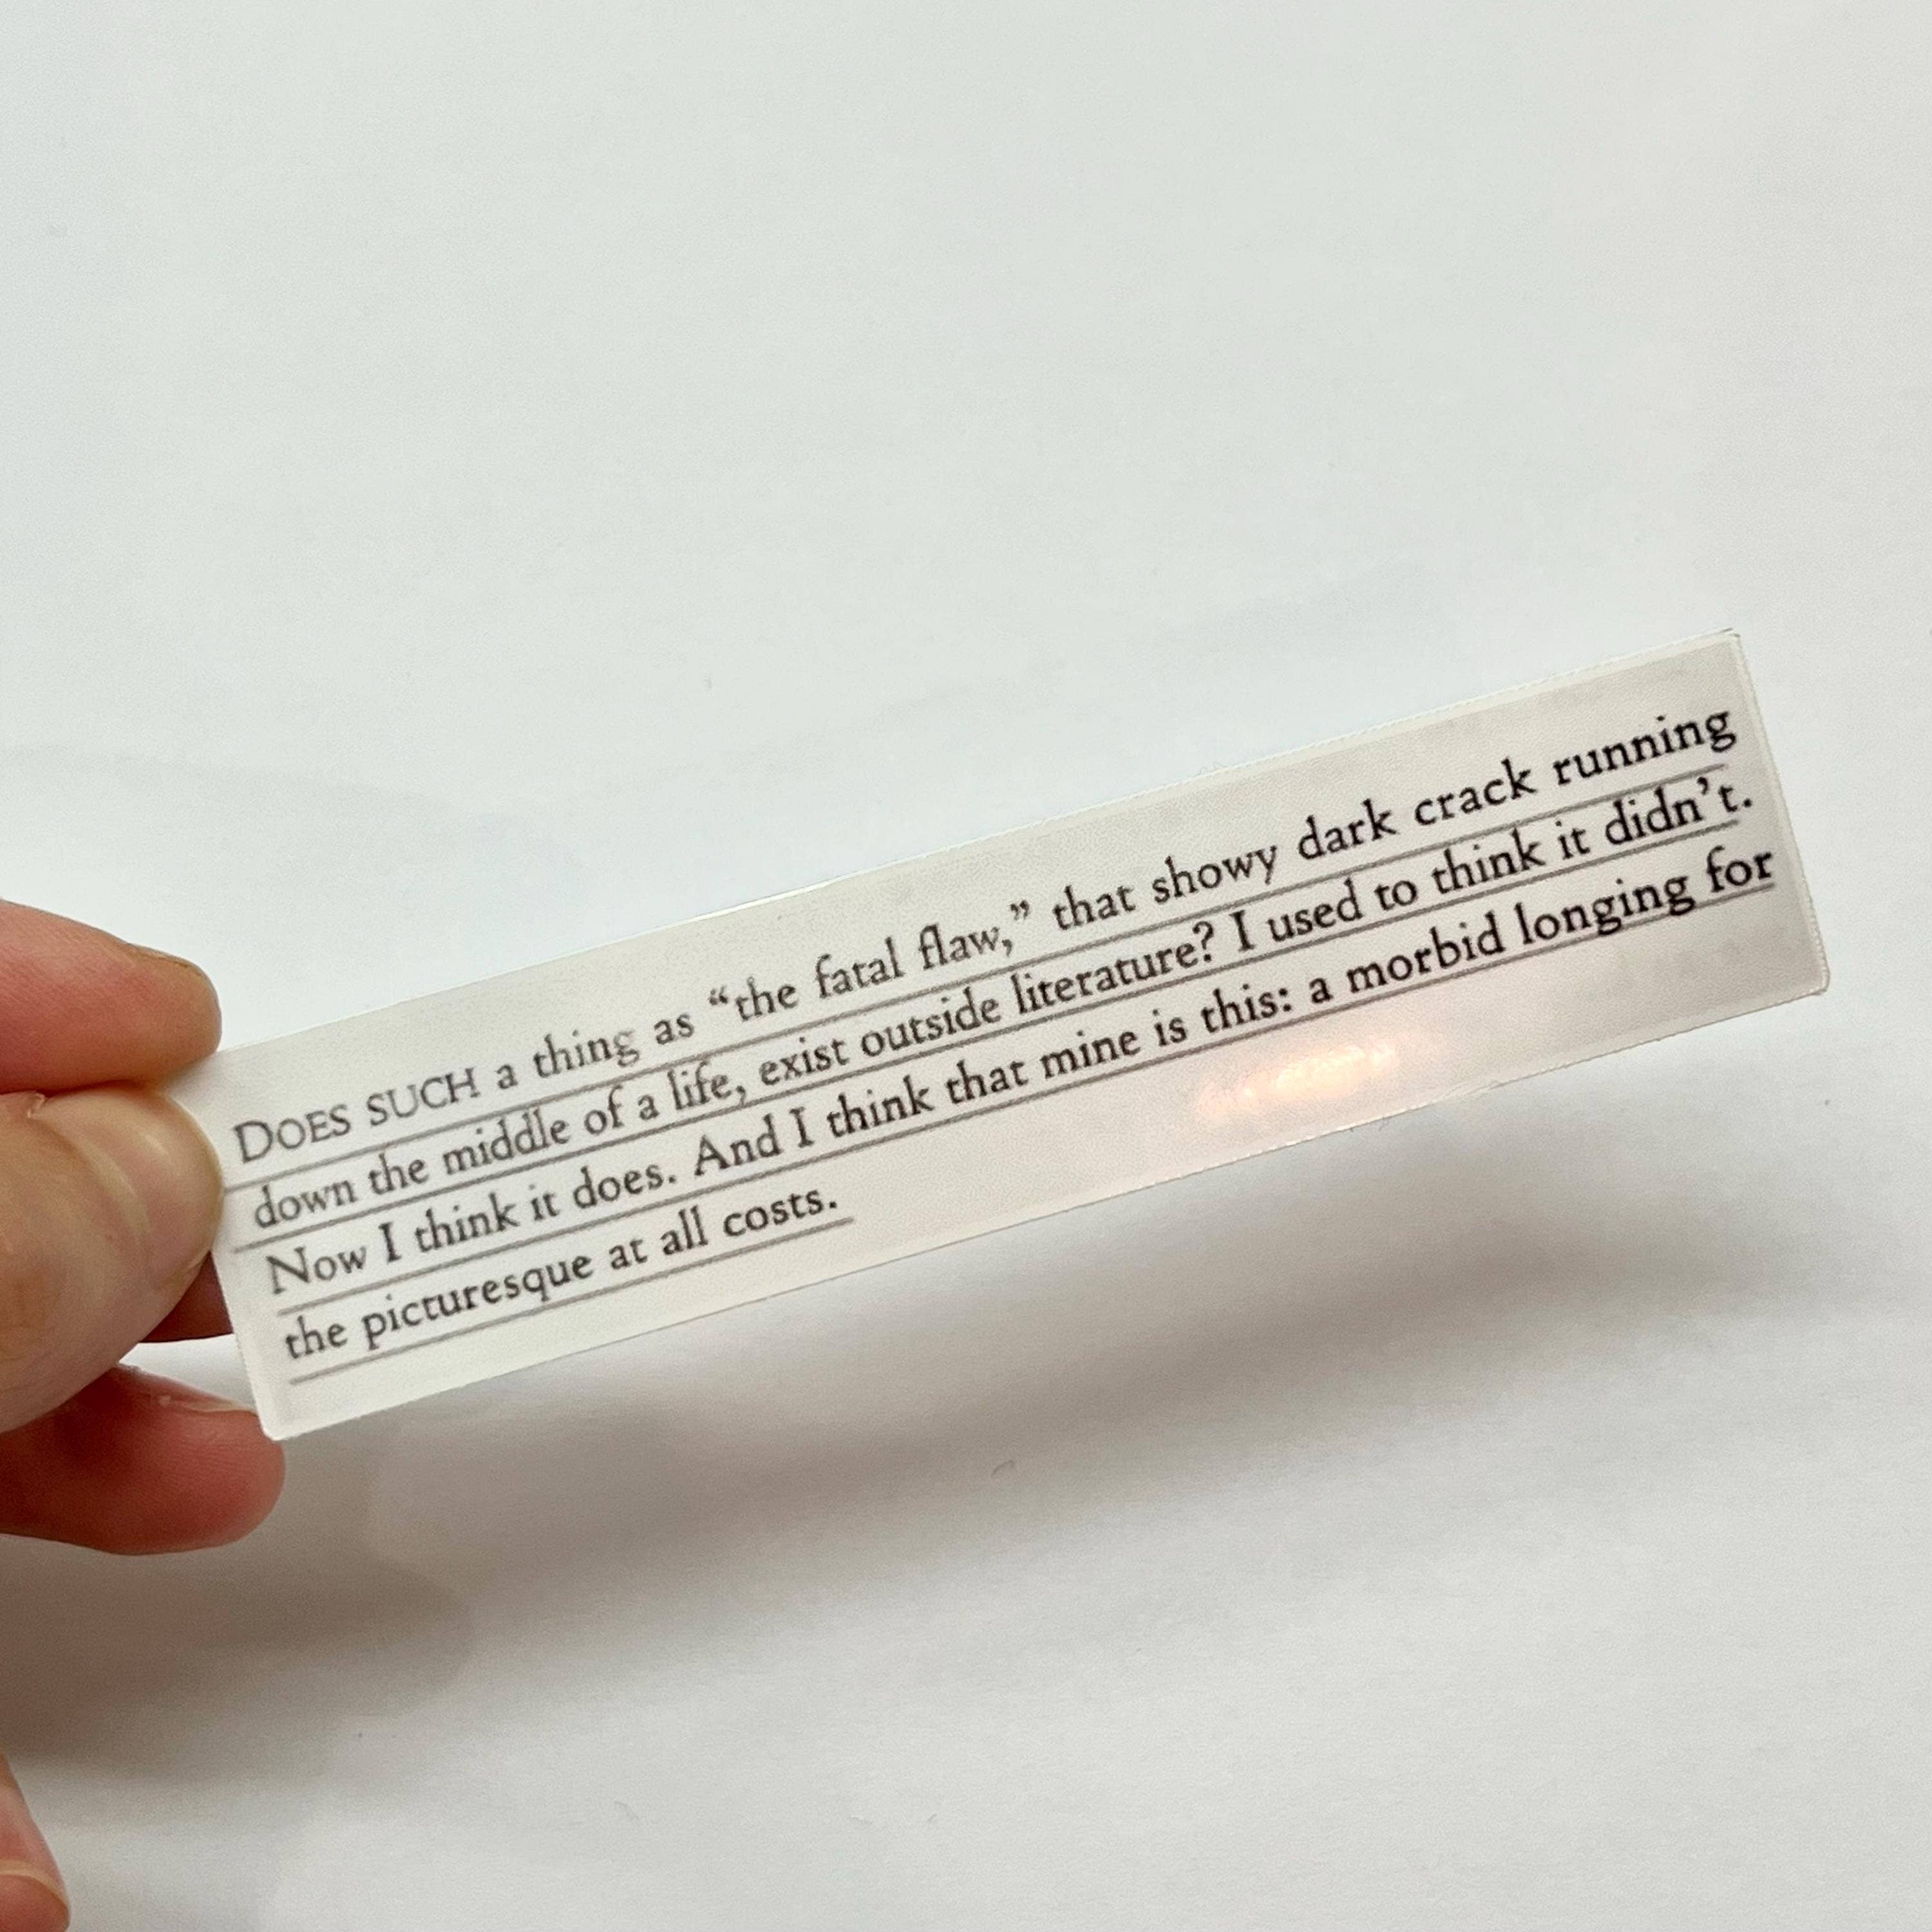 DOES SUCH a thing as “the fatal flaw,” that showy dark crack running
down the middle of a life, exist outside literature? I used to think it didn’t.
Now I think it does. And I think that mine is this: a morbid longing for
the picturesque at all costs.